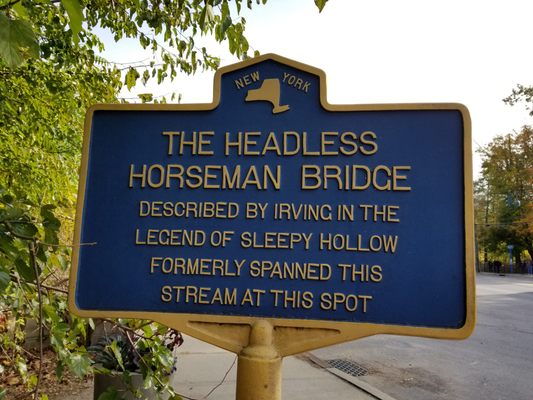 NEW YORK
THE HEADLESS
HORSEMAN BRIDGE
DESCRIBED BY IRVING IN THE
LEGEND OF SLEEPY HOLLOW
FORMERLY SPANNED THIS
STREAM AT THIS SPOT